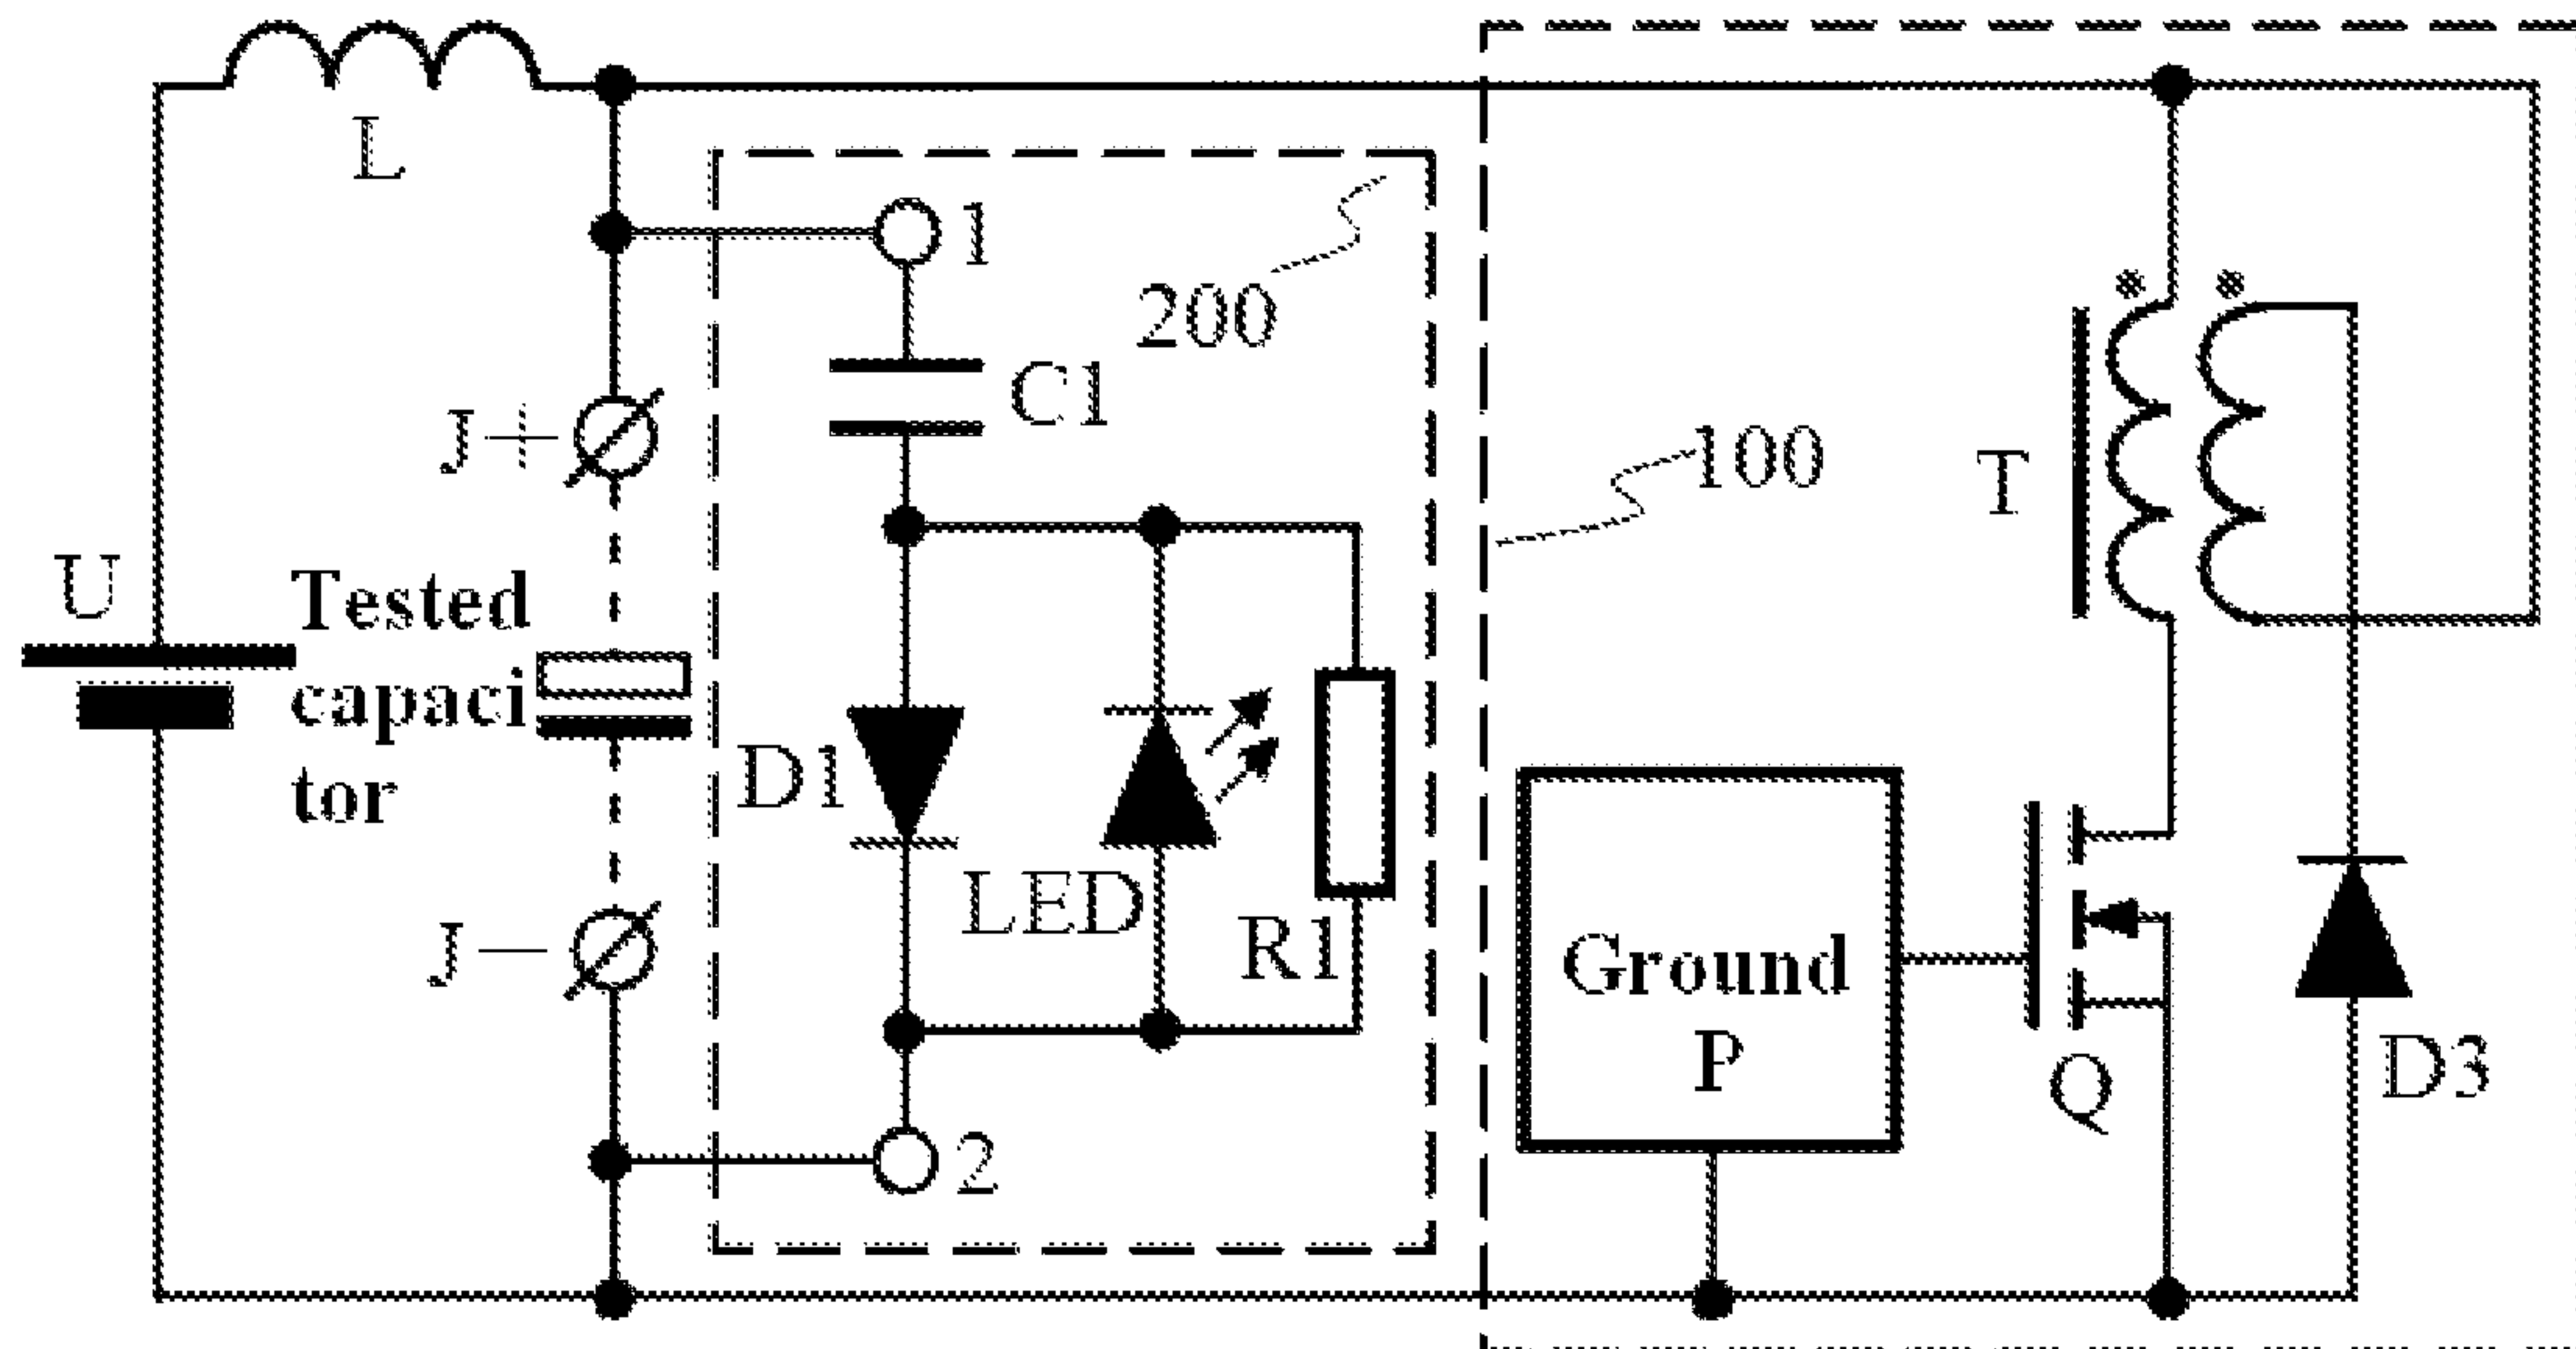 L
1
200
C1
J+
100
T
U
Tested
capaci
tor
D1
LED
R1
J—
Ground
P
Q
D3
2